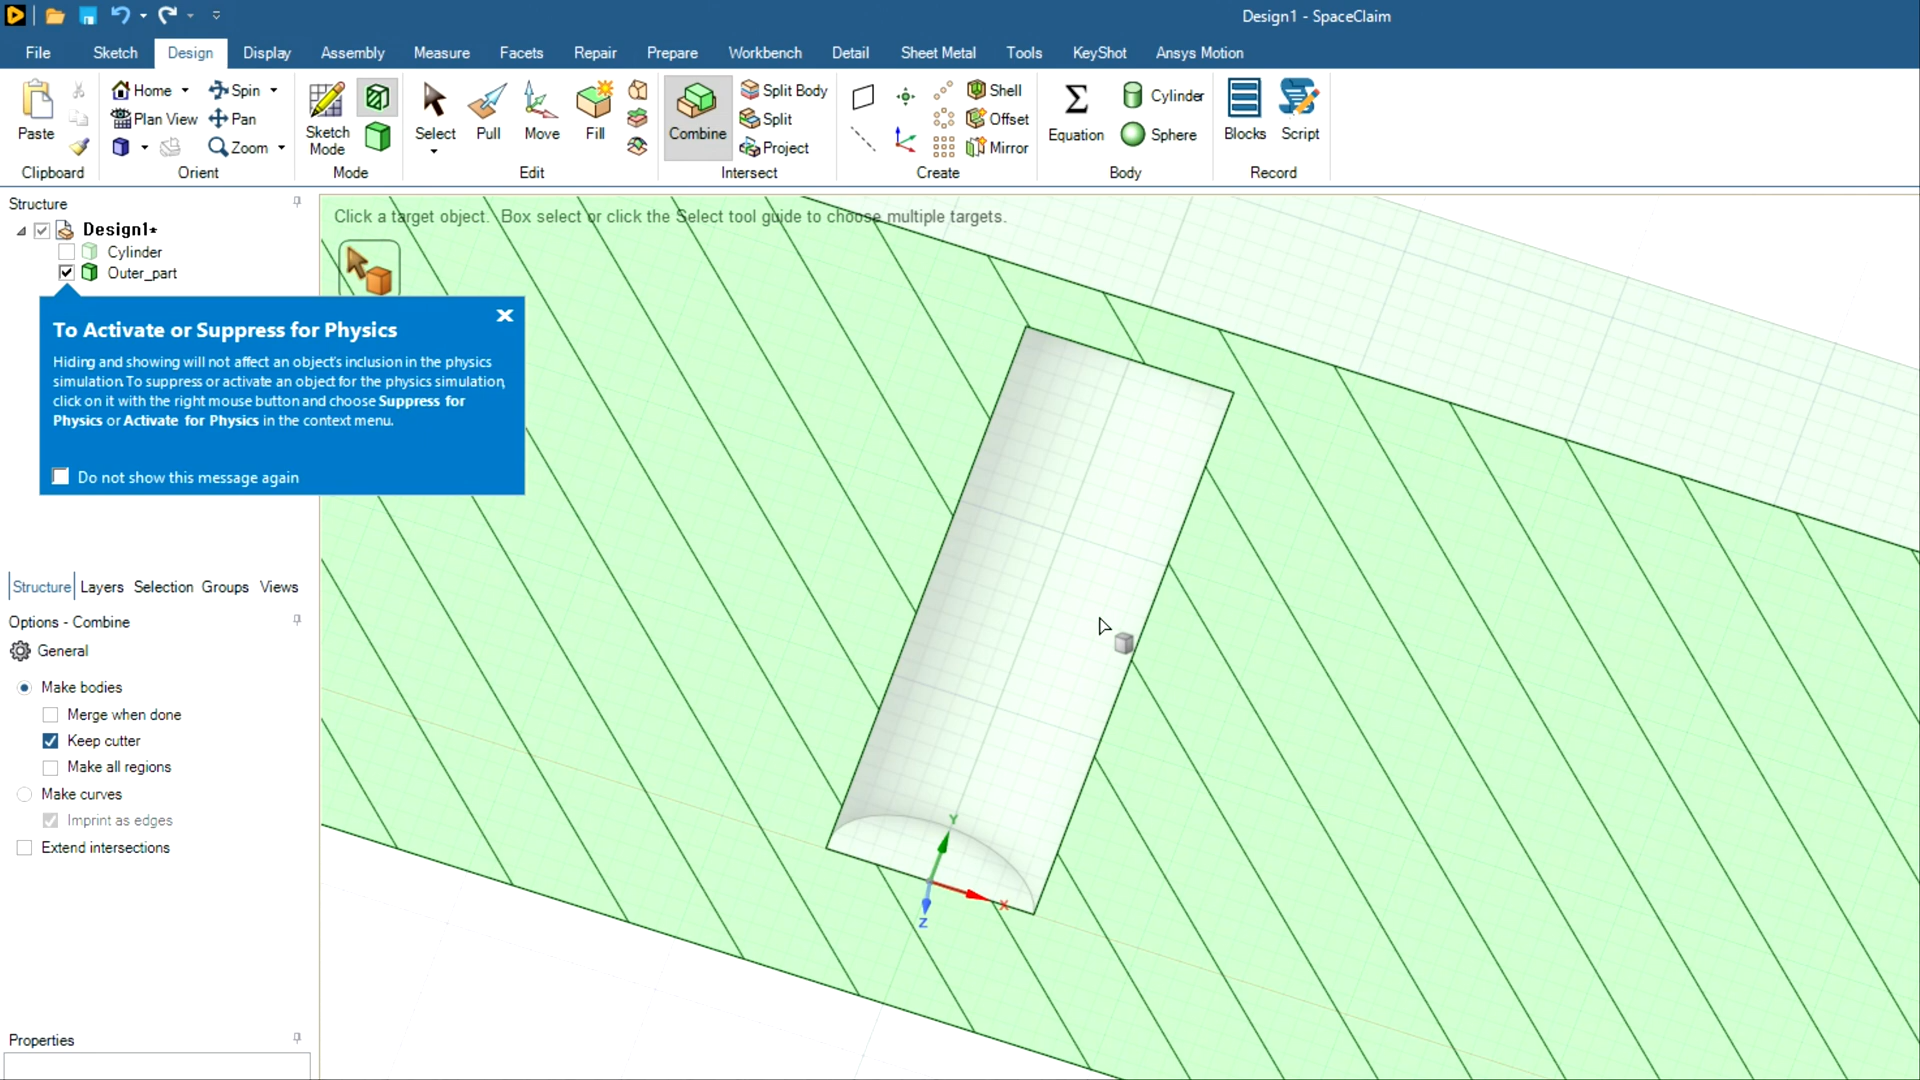 Design1 - SpaceClaim
File Sketch Design Display Assembly Measure Facets Repair Prepare Workbench Detail Sheet Metal Tools KeyShot Ansys Motion
Paste
Clipboard
Home
Spin
Plan View
Pan
Zoom
Orient
Sketch
Mode
Mode
Select
Pull
Move
Fill
Edit
Combine
Split Body
Split
Project
Intersect
Shell
Offset
Mirror
Create
Equation
Cylinder
Sphere
Body
Blocks
Script
Record
Structure
Design1*
Cylinder
Outer_part
Click a target object. Box select or click the Select tool guide to choose multiple targets.
To Activate or Suppress for Physics
Hiding and showing will not affect an object's inclusion in the physics
simulation. To suppress or activate an object for the physics simulation,
click on it with the right mouse button and choose Suppress for
Physics or Activate for Physics in the context menu.
Do not show this message again
Structure Layers Selection Groups Views
Options - Combine
General
Make bodies
Merge when done
Keep cutter
Make all regions
Make curves
Imprint as edges
Extend intersections
Properties
Y
X
Z